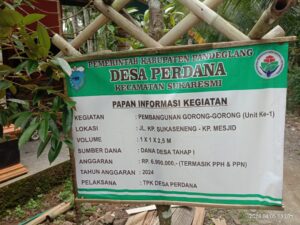 PEMERINTAH KABUPATEN PANDEGLANG
DESA PERDANA
KECAMATAN SUKARESMI
PAPAN INFORMASI KEGIATAN
KEGIATAN : PEMBANGUNAN GORONG-GORONG (Unit Ke-1)
LOKASI : JL. KP. SUKASENENG - KP. MESJID
VOLUME : 1 X 1 X 2,5 M
SUMBER DANA : DANA DESA TAHAP I
ANGGARAN : RP. 6.990.000,- (TERMASIK PPH & PPN)
TAHUN ANGGARAN : 2024
PELAKSANA : TPK DESA PERDANA